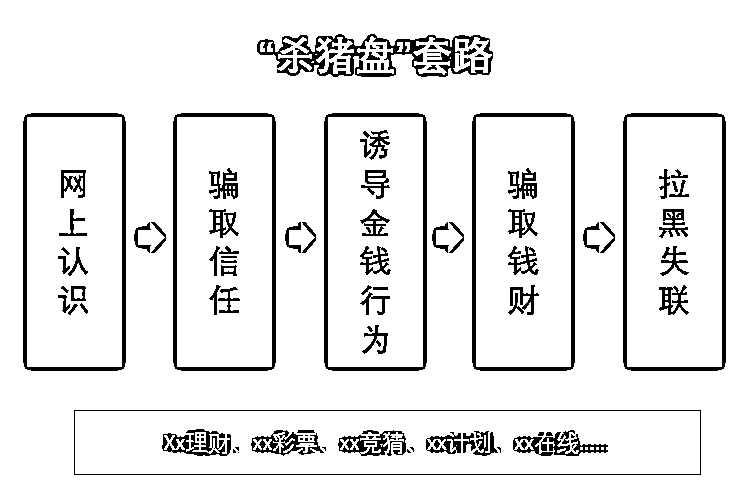 “杀猪盘”套路
网上认识
骗取信任
诱导金钱行为
骗取钱财
拉黑失联
Xx理财、xx彩票、xx竞猜、xx计划、xx在线......